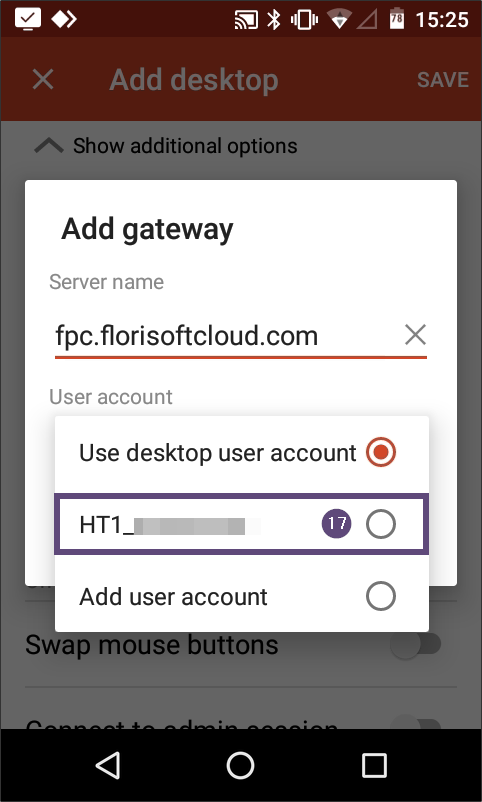 78 15:25
Add desktop SAVE
Show additional options
Add gateway
Server name
fpc.florisoftcloud.com
User account
Use desktop user account
HT1_ 17
Add user account
Swap mouse buttons
Connect to admin session